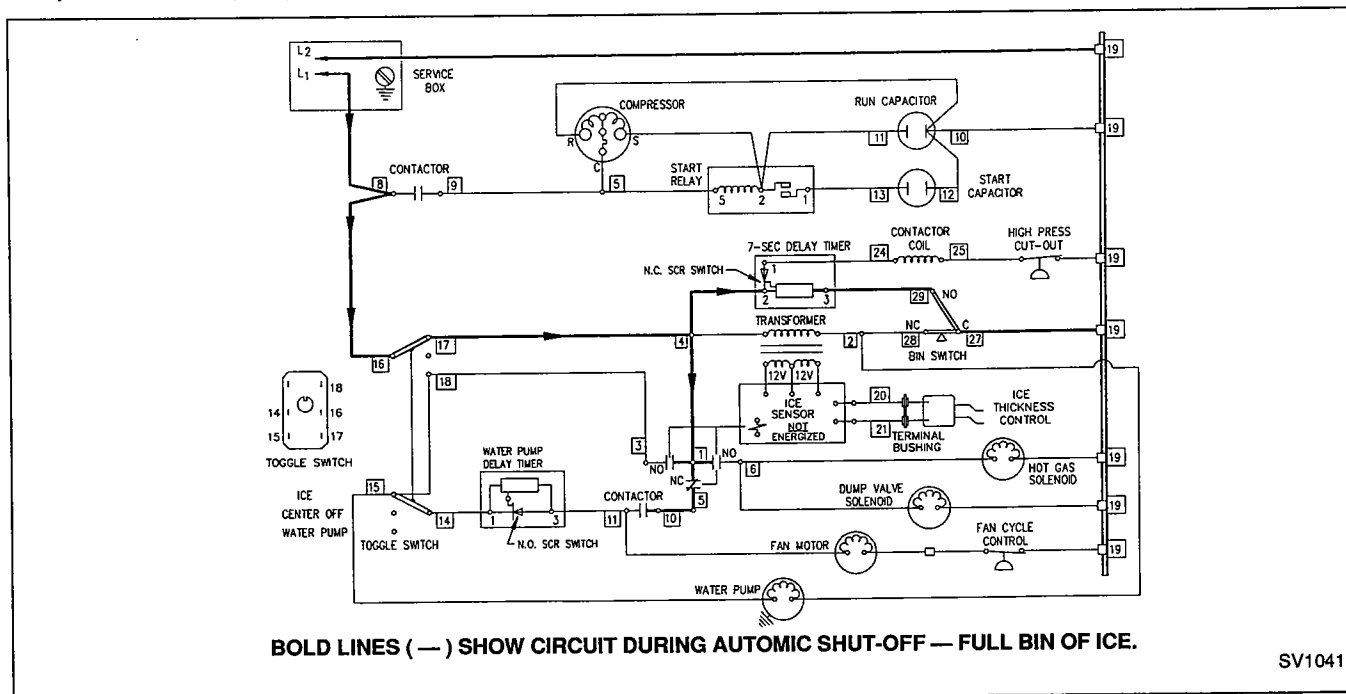 L2
L1
SERVICE
BOX
19
COMPRESSOR
R
S
C
RUN CAPACITOR
11
10
19
CONTACTOR
8
9
5
START
RELAY
5
2
1
13
12
START
CAPACITOR
7-SEC DELAY TIMER
N.C. SCR SWITCH
1
2
3
CONTACTOR
COIL
24
25
HIGH PRESS
CUT-OUT
19
29
NO
16
17
4
TRANSFORMER
2
NC
28
C
27
BIN SWITCH
19
18
12V
12V
ICE
SENSOR
NOT
ENERGIZED
20
21
TERMINAL
BUSHING
ICE
THICKNESS
CONTROL
18
14
16
15
17
TOGGLE SWITCH
3
NO
1
NO
NC
5
6
HOT GAS
SOLENOID
19
WATER PUMP
DELAY TIMER
1
3
N.O. SCR SWITCH
15
14
ICE
CENTER OFF
WATER PUMP
TOGGLE SWITCH
CONTACTOR
11
10
DUMP VALVE
SOLENOID
19
FAN MOTOR
FAN CYCLE
CONTROL
19
WATER PUMP
BOLD LINES ( — ) SHOW CIRCUIT DURING AUTOMIC SHUT-OFF — FULL BIN OF ICE.
SV1041